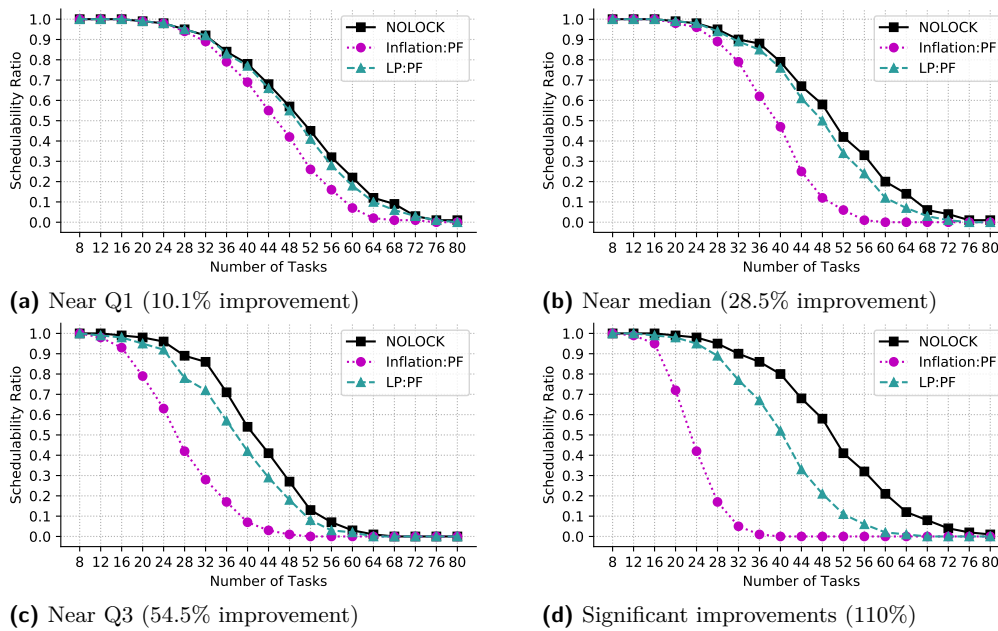 Schedulability Ratio
1.0
0.9
0.8
0.7
0.6
0.5
0.4
0.3
0.2
0.1
0.0
NOLOCK
Inflation:PF
LP:PF
8 12 16 20 24 28 32 36 40 44 48 52 56 60 64 68 72 76 80
Number of Tasks
(a) Near Q1 (10.1% improvement)
Schedulability Ratio
1.0
0.9
0.8
0.7
0.6
0.5
0.4
0.3
0.2
0.1
0.0
NOLOCK
Inflation:PF
LP:PF
8 12 16 20 24 28 32 36 40 44 48 52 56 60 64 68 72 76 80
Number of Tasks
(b) Near median (28.5% improvement)
Schedulability Ratio
1.0
0.9
0.8
0.7
0.6
0.5
0.4
0.3
0.2
0.1
0.0
NOLOCK
Inflation:PF
LP:PF
8 12 16 20 24 28 32 36 40 44 48 52 56 60 64 68 72 76 80
Number of Tasks
(c) Near Q3 (54.5% improvement)
Schedulability Ratio
1.0
0.9
0.8
0.7
0.6
0.5
0.4
0.3
0.2
0.1
0.0
NOLOCK
Inflation:PF
LP:PF
8 12 16 20 24 28 32 36 40 44 48 52 56 60 64 68 72 76 80
Number of Tasks
(d) Significant improvements (110%)